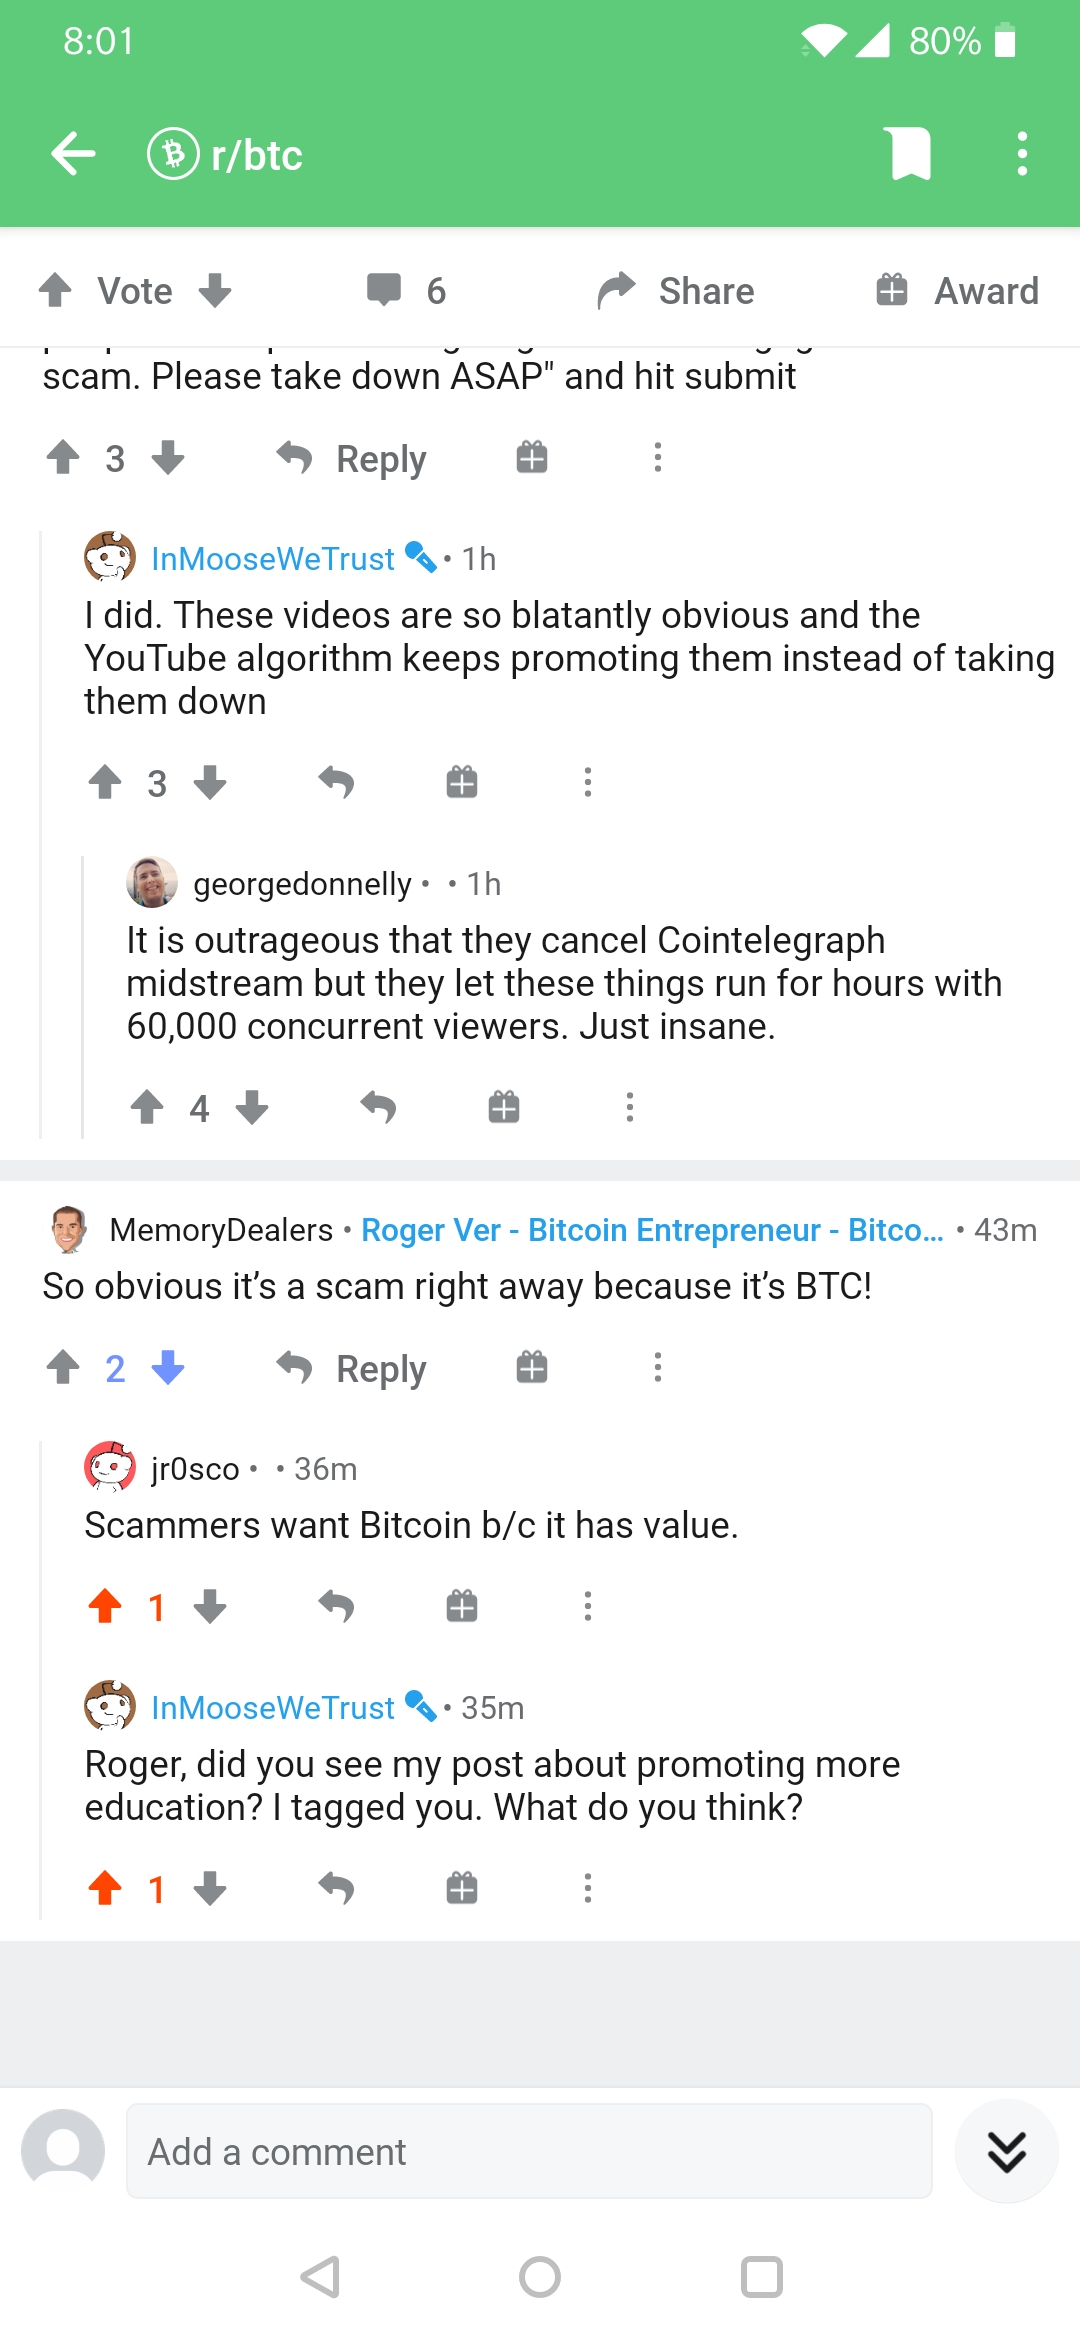 8:01
80%
r/btc
Vote
6
Share
Award
scam. Please take down ASAP" and hit submit
3
Reply
InMooseWeTrust • 1h
I did. These videos are so blatantly obvious and the
YouTube algorithm keeps promoting them instead of taking
them down
3
georgedonnelly • • 1h
It is outrageous that they cancel Cointelegraph
midstream but they let these things run for hours with
60,000 concurrent viewers. Just insane.
4
MemoryDealers • Roger Ver - Bitcoin Entrepreneur - Bitco... • 43m
So obvious it’s a scam right away because it’s BTC!
2
Reply
jr0sco • • 36m
Scammers want Bitcoin b/c it has value.
1
InMooseWeTrust • 35m
Roger, did you see my post about promoting more
education? I tagged you. What do you think?
1
Add a comment